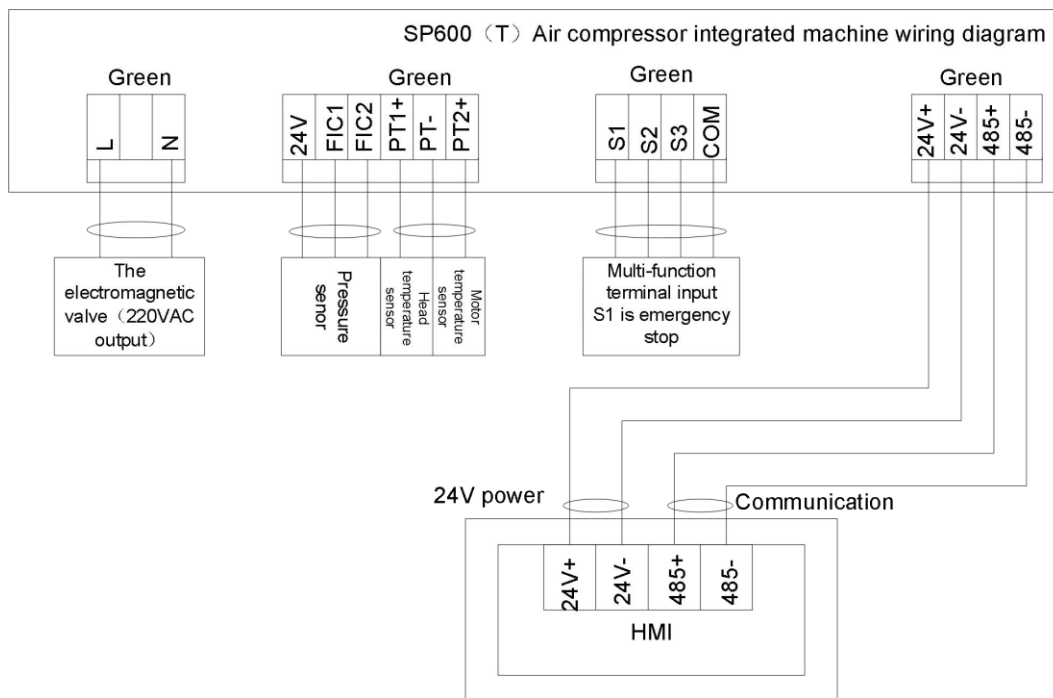 SP600（T）Air compressor integrated machine wiring diagram
Green
Green
Green
Green
L
N
24V
FIC1
FIC2
PT1+
PT-
PT2+
S1
S2
S3
COM
24V+
24V-
485+
485-
The
electromagnetic
valve（220VAC
output）
Pressure
senor
Head
temperature
sensor
Motor
temperature
sensor
Multi-function
terminal input
S1 is emergency
stop
24V power
Communication
24V+
24V-
485+
485-
HMI